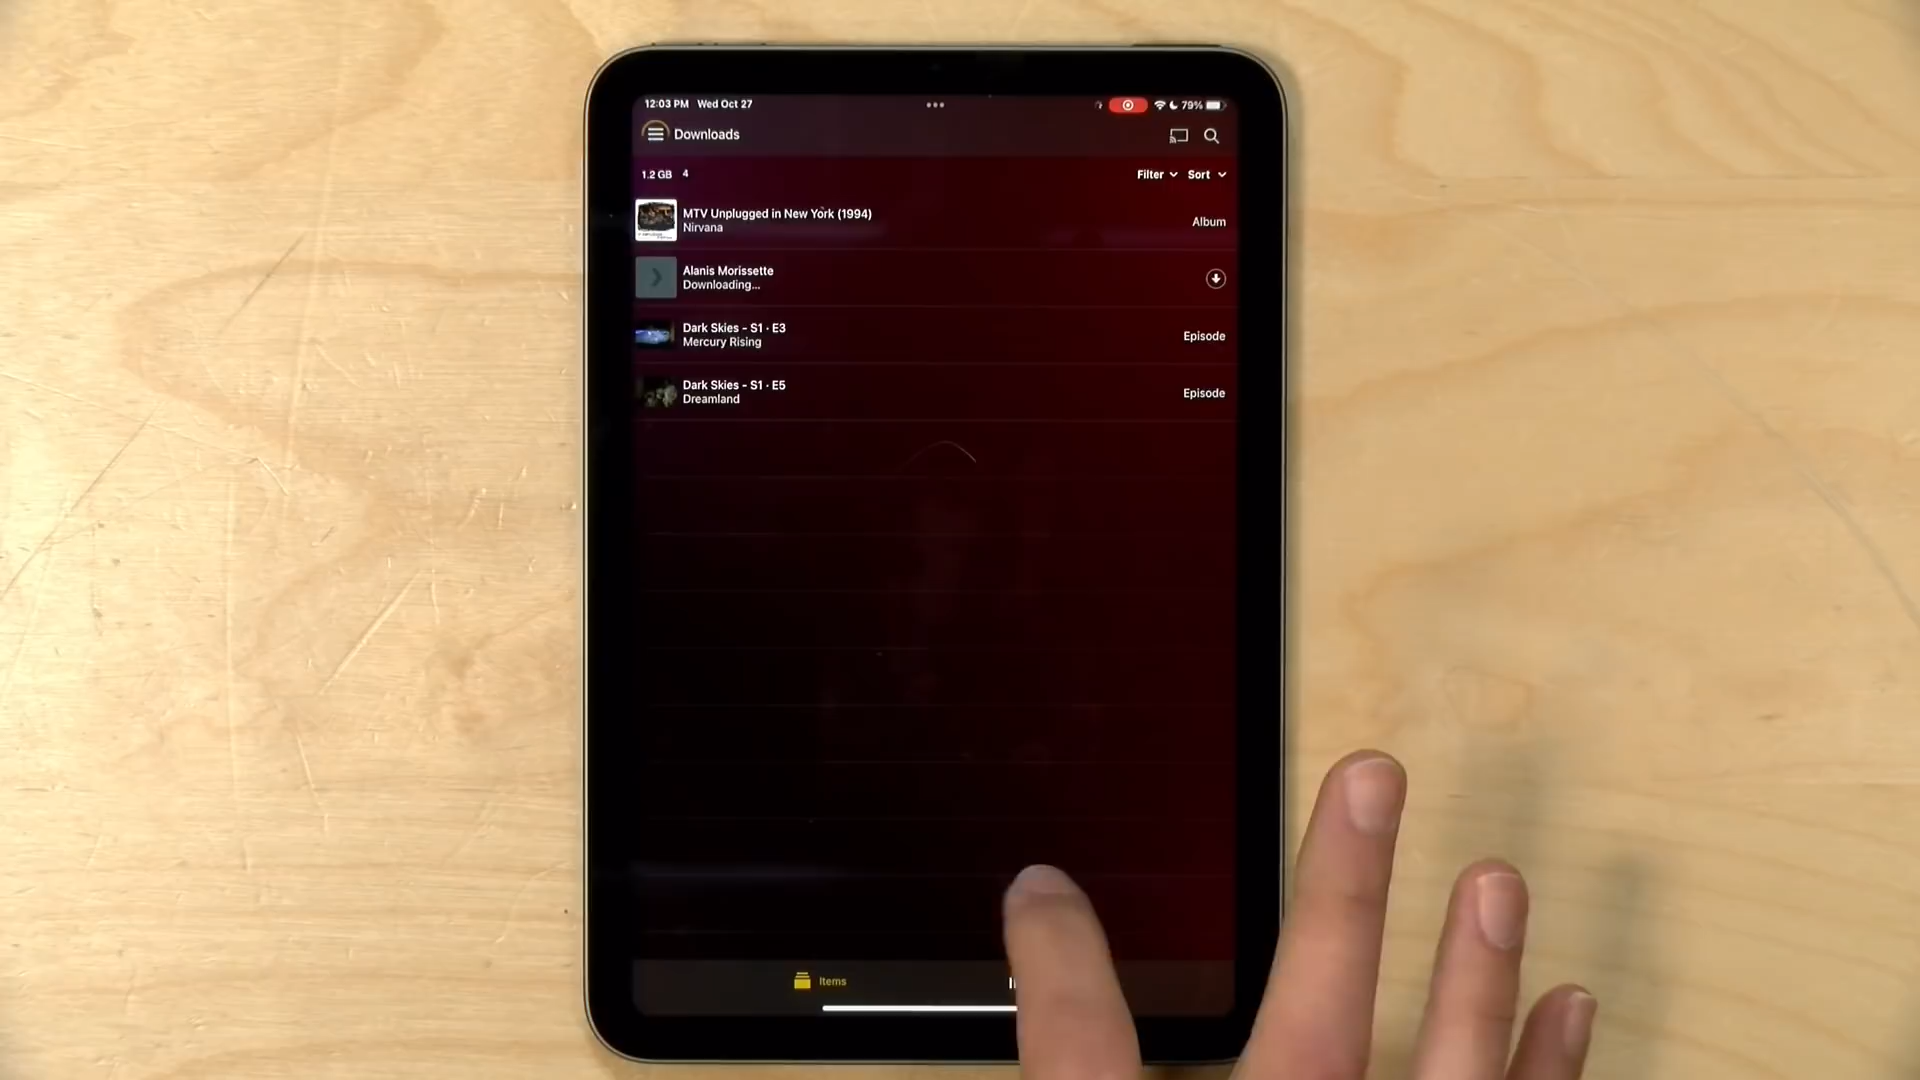 12:03 PM Wed Oct 27
79%
Downloads
1.2 GB 4
Filter Sort
MTV Unplugged in New York (1994)
Nirvana
Album
Alanis Morissette
Downloading...
Dark Skies - S1 · E3
Mercury Rising
Episode
Dark Skies - S1 · E5
Dreamland
Episode
Items